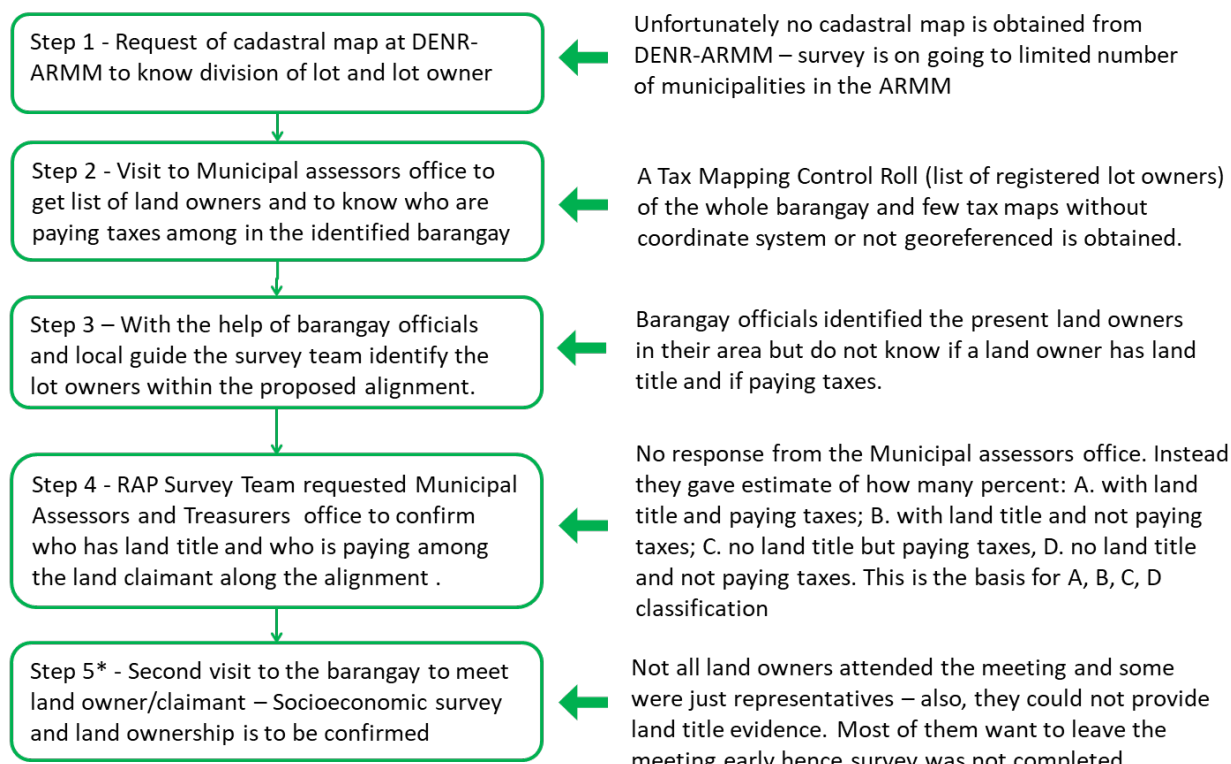 Step 1 - Request of cadastral map at DENR-
ARMM to know division of lot and lot owner
Unfortunately no cadastral map is obtained from
DENR-ARMM – survey is on going to limited number
of municipalities in the ARMM
Step 2 - Visit to Municipal assessors office to
get list of land owners and to know who are
paying taxes among in the identified barangay
A Tax Mapping Control Roll (list of registered lot owners)
of the whole barangay and few tax maps without
coordinate system or not georeferenced is obtained.
Step 3 – With the help of barangay officials
and local guide the survey team identify the
lot owners within the proposed alignment.
Barangay officials identified the present land owners
in their area but do not know if a land owner has land
title and if paying taxes.
Step 4 - RAP Survey Team requested Municipal
Assessors and Treasurers office to confirm
who has land title and who is paying among
the land claimant along the alignment .
No response from the Municipal assessors office. Instead
they gave estimate of how many percent: A. with land
title and paying taxes; B. with land title and not paying
taxes; C. no land title but paying taxes, D. no land title
and not paying taxes. This is the basis for A, B, C, D
classification
Step 5* - Second visit to the barangay to meet
land owner/claimant – Socioeconomic survey
and land ownership is to be confirmed
Not all land owners attended the meeting and some
were just representatives – also, they could not provide
land title evidence. Most of them want to leave the
meeting early hence survey was not completed